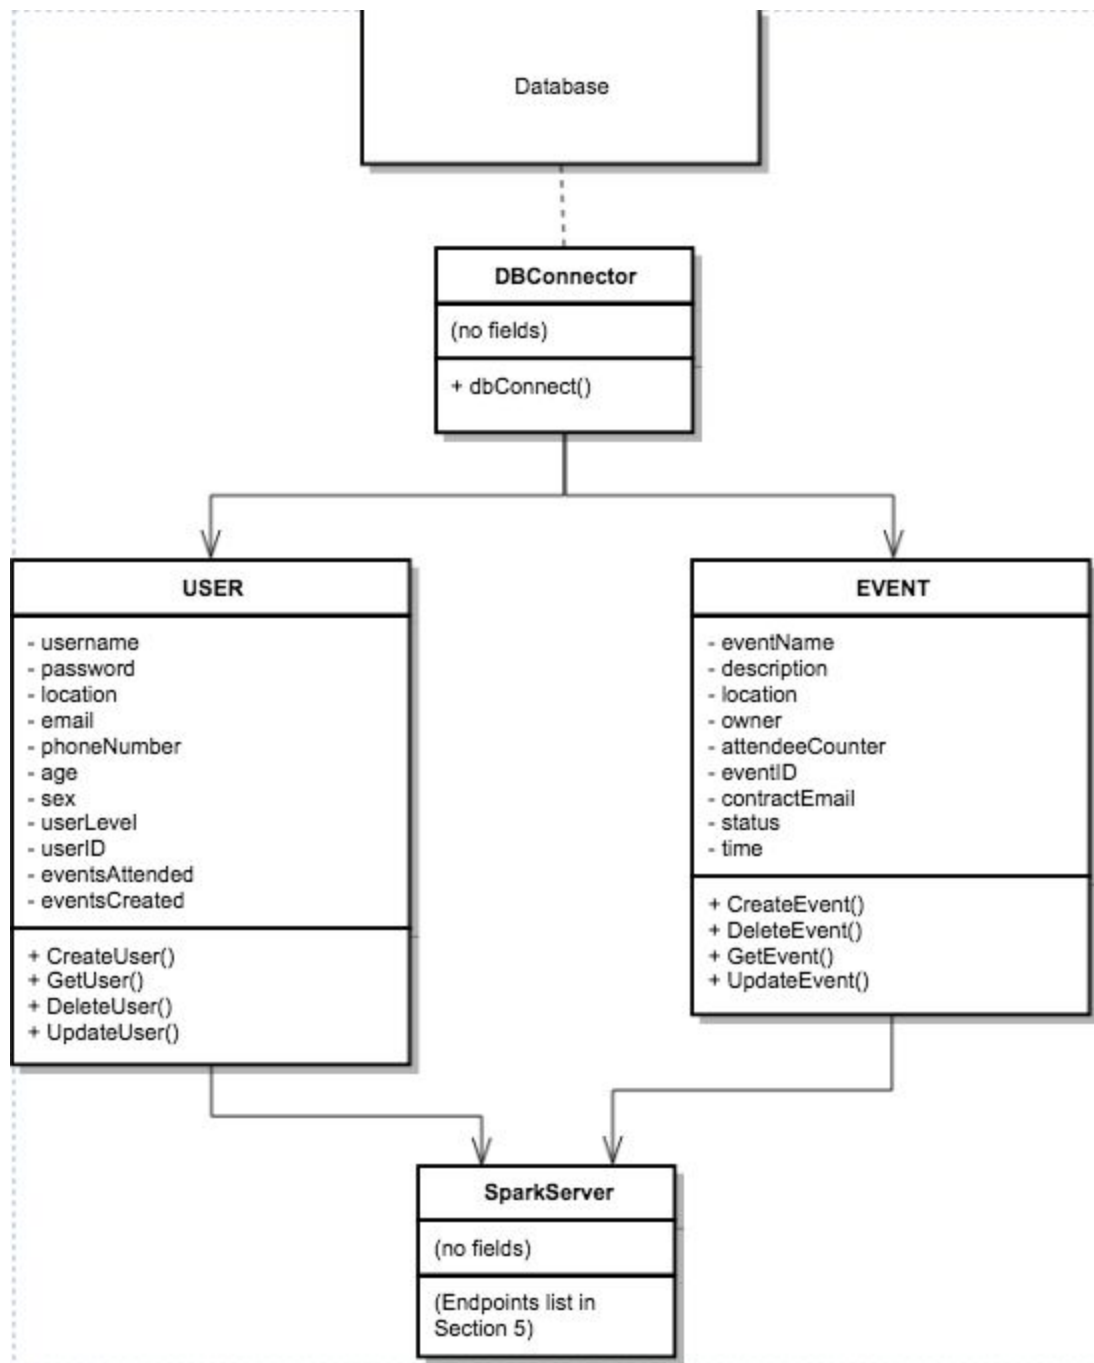 Database
DBConnector
(no fields)
+ dbConnect()
USER
- username
- password
- location
- email
- phoneNumber
- age
- sex
- userLevel
- userID
- eventsAttended
- eventsCreated
+ CreateUser()
+ GetUser()
+ DeleteUser()
+ UpdateUser()
EVENT
- eventName
- description
- location
- owner
- attendeeCounter
- eventID
- contractEmail
- status
- time
+ CreateEvent()
+ DeleteEvent()
+ GetEvent()
+ UpdateEvent()
SparkServer
(no fields)
(Endpoints list in
Section 5)